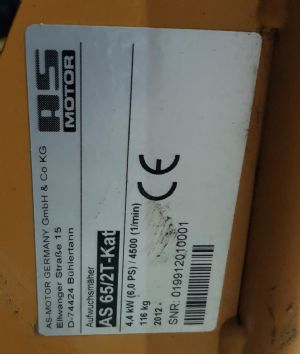 AS
MOTOR
AS-MOTOR GERMANY GmbH & Co KG
Ellwanger Straße 15
D-74424 Bühlertann
Aufwuchsmäher
AS 65/2T-Kat
4,4 kW (6,0 PS) / 4500 (1/min)
116 kg
2012
SNR. 019912010001
CE